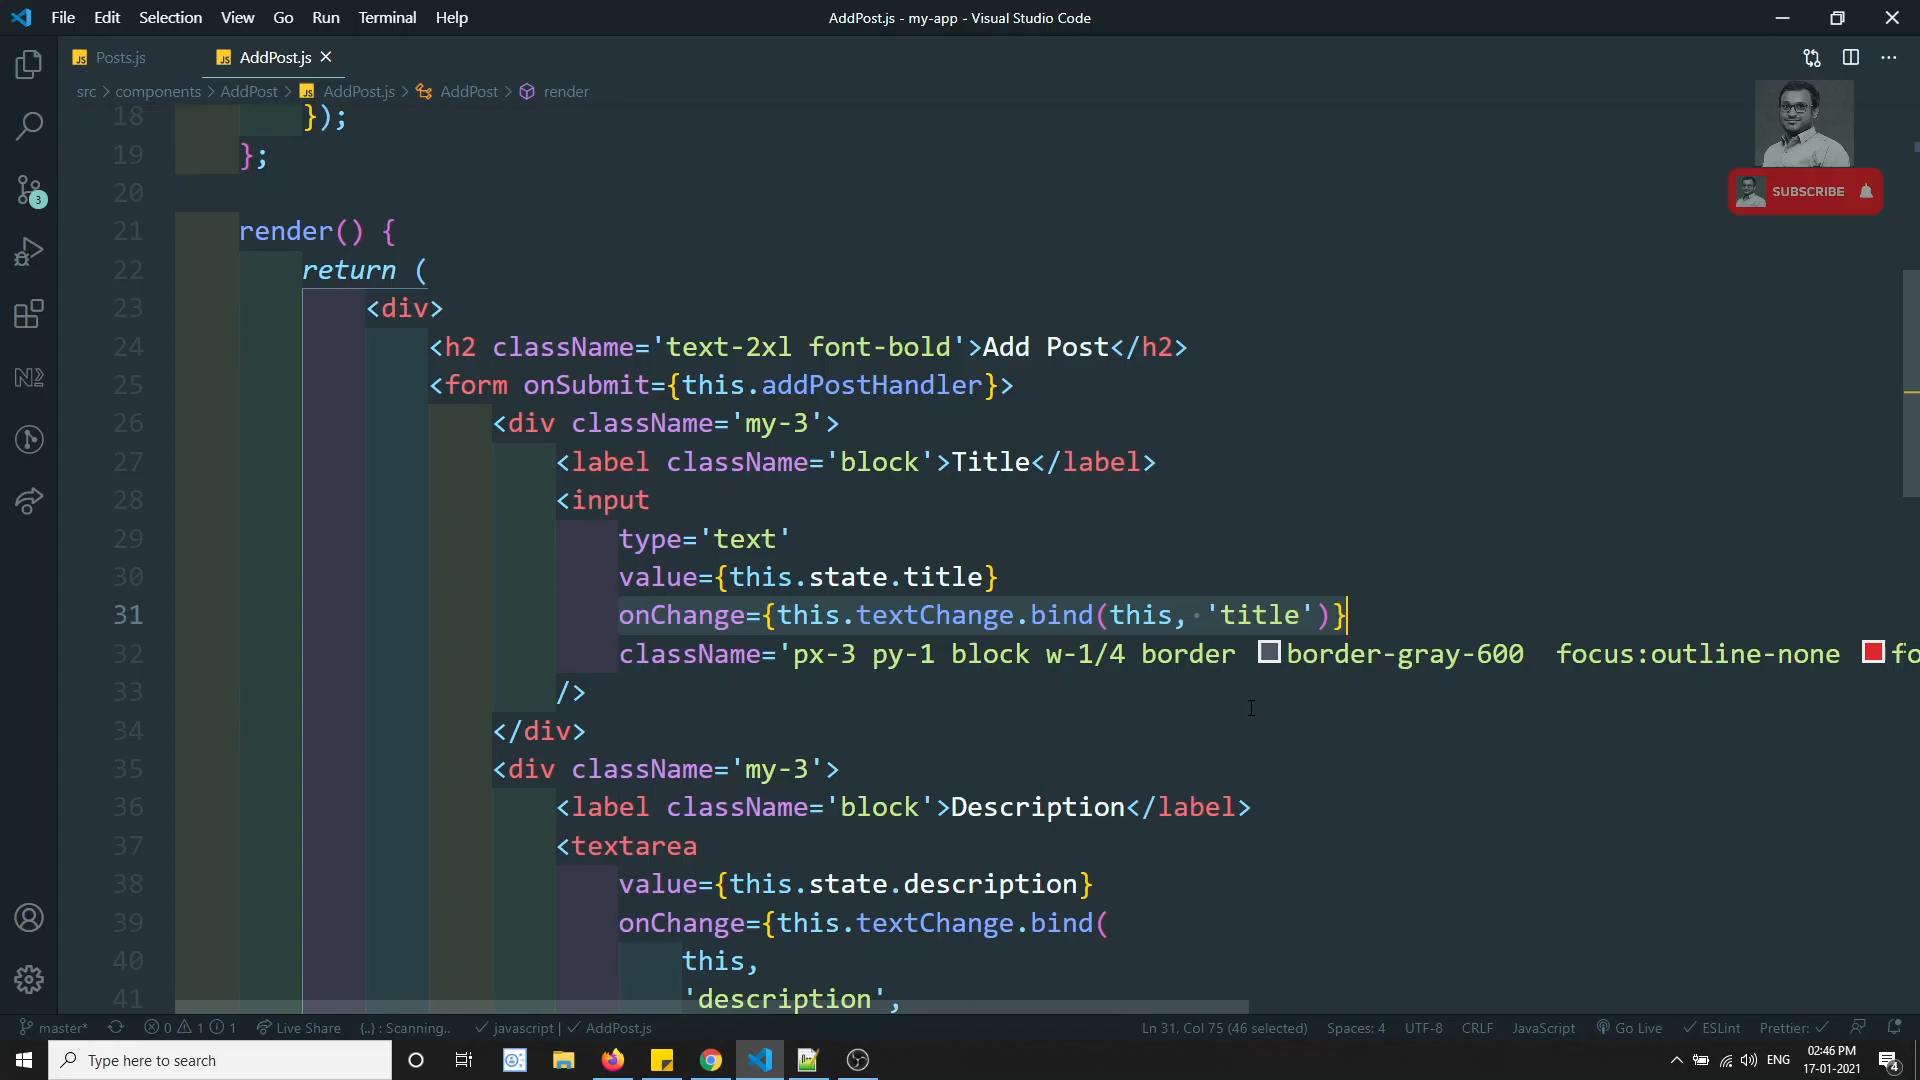 File Edit Selection View Go Run Terminal Help AddPost.js - my-app - Visual Studio Code
Posts.js AddPost.js
src > components > AddPost > AddPost.js > AddPost > render
SUBSCRIBE
3
18 });
19 };
20
21 render() {
22 return (
23 <div>
24 <h2 className='text-2xl font-bold'>Add Post</h2>
25 <form onSubmit={this.addPostHandler}>
26 <div className='my-3'>
27 <label className='block'>Title</label>
28 <input
29 type='text'
30 value={this.state.title}
31 onChange={this.textChange.bind(this, 'title')}
32 className='px-3 py-1 block w-1/4 border border-gray-600 focus:outline-none fo
33 />
34 </div>
35 <div className='my-3'>
36 <label className='block'>Description</label>
37 <textarea
38 value={this.state.description}
39 onChange={this.textChange.bind(
40 this,
41 'description',
master* 0 1 1 Live Share {..} : Scanning.. javascript | AddPost.js Ln 31, Col 75 (46 selected) Spaces: 4 UTF-8 CRLF JavaScript Go Live ESLint Prettier:
Type here to search ENG 02:46 PM
17-01-2021 4